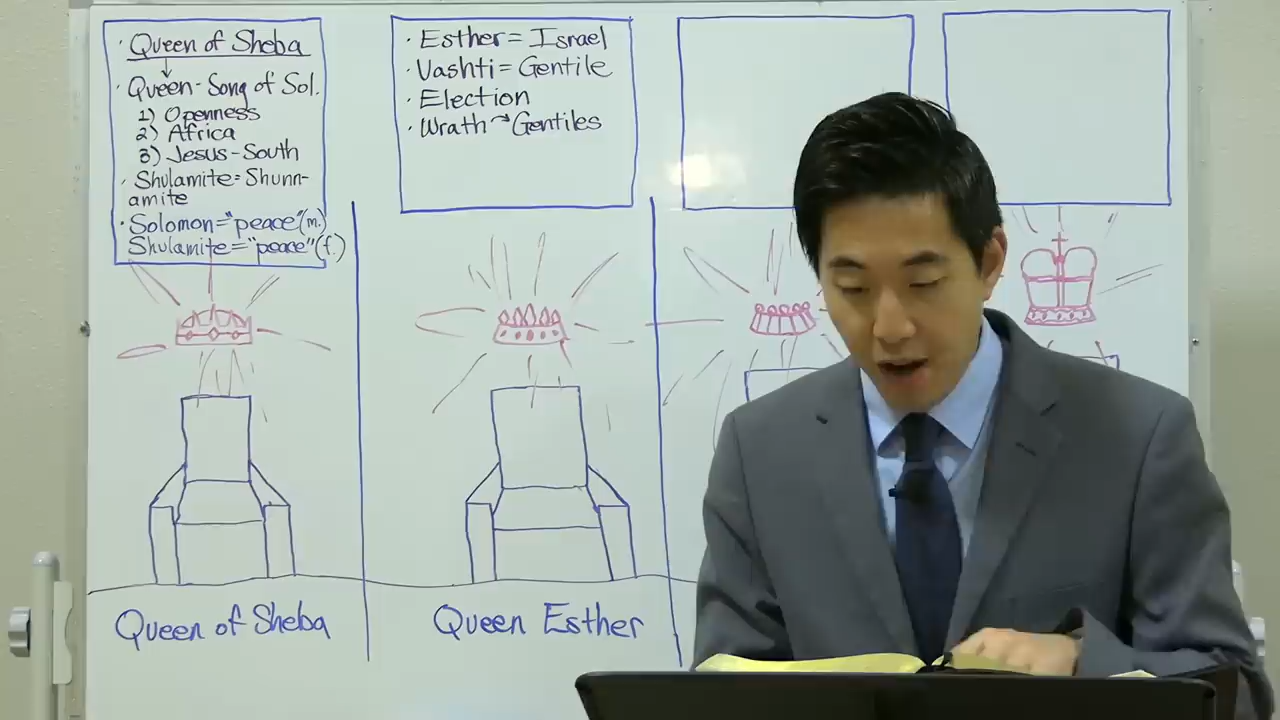 · Queen of Sheba
Queen-Song of Sol.
1) Openness
2) Africa
3) Jesus-South
· Shulamite=Shunn-
amite
· Solomon="peace"(m.)
Shulamite="peace"(f.)
· Esther=Israel
· Vashti=Gentile
· Election
· Wrath→Gentiles
Queen of Sheba
Queen Esther